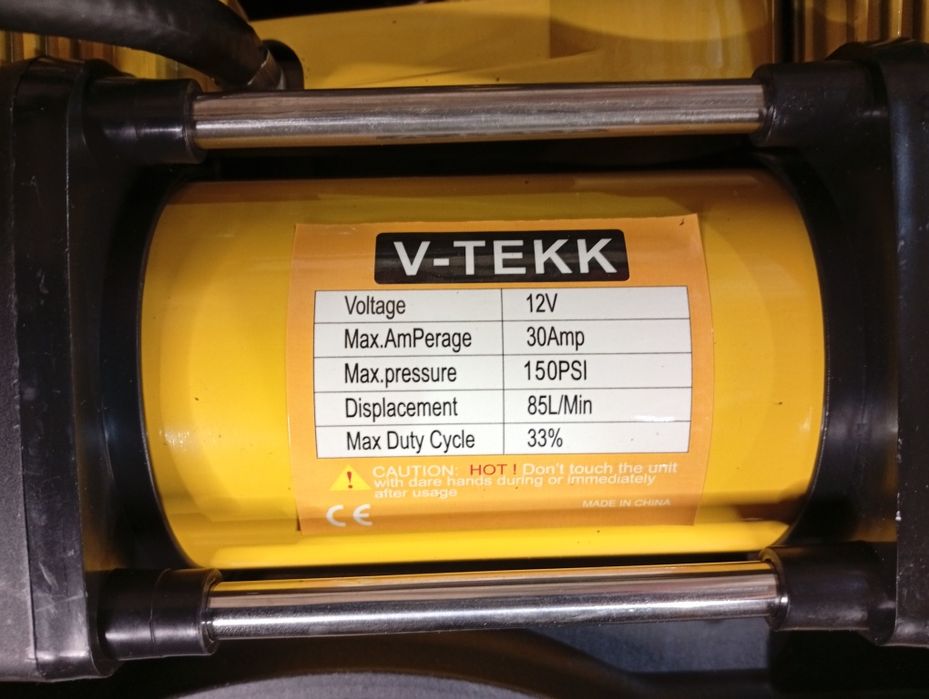 V-TEKK
Voltage 12V
Max.AmPerage 30Amp
Max.pressure 150PSI
Displacement 85L/Min
Max Duty Cycle 33%
CAUTION: HOT ! Don't touch the unit
with dare hands during or immediately
after usage
MADE IN CHINA
CE